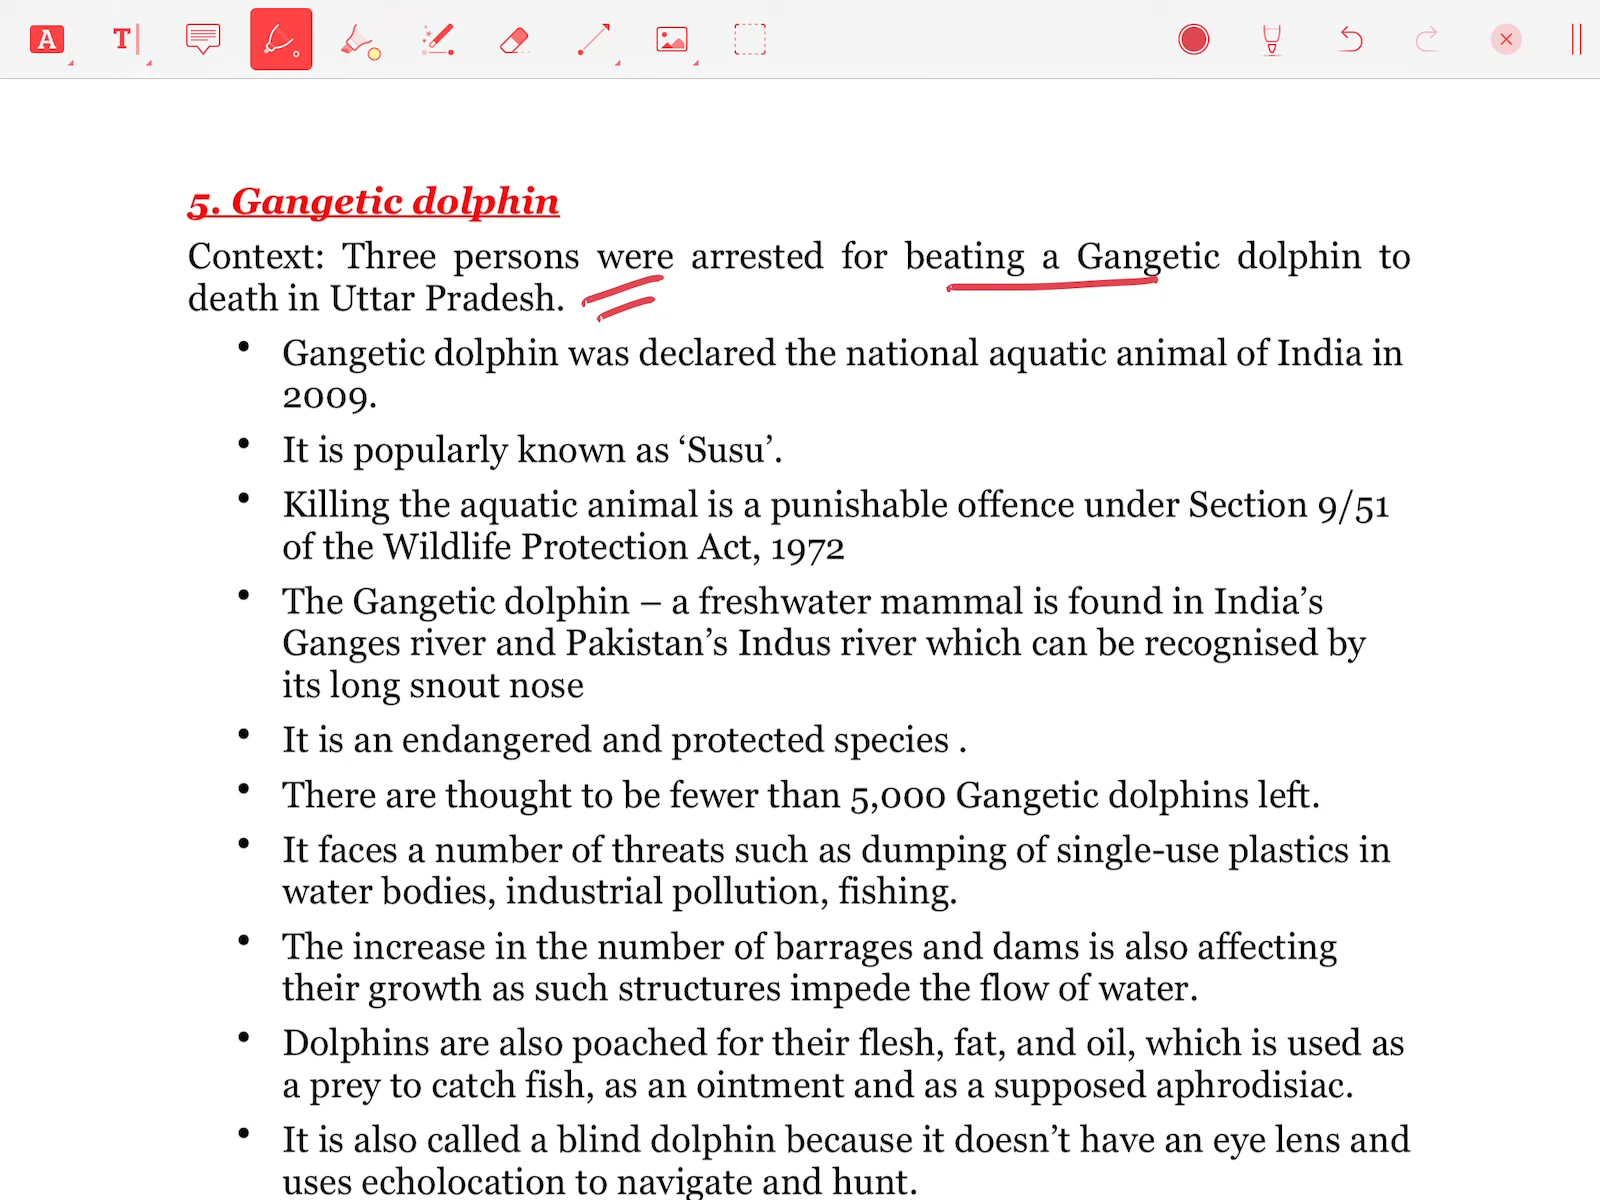 A
T
5. Gangetic dolphin
Context: Three persons were arrested for beating a Gangetic dolphin to
death in Uttar Pradesh.
• Gangetic dolphin was declared the national aquatic animal of India in
2009.
• It is popularly known as ‘Susu’.
• Killing the aquatic animal is a punishable offence under Section 9/51
of the Wildlife Protection Act, 1972
• The Gangetic dolphin – a freshwater mammal is found in India’s
Ganges river and Pakistan’s Indus river which can be recognised by
its long snout nose
• It is an endangered and protected species .
• There are thought to be fewer than 5,000 Gangetic dolphins left.
• It faces a number of threats such as dumping of single-use plastics in
water bodies, industrial pollution, fishing.
• The increase in the number of barrages and dams is also affecting
their growth as such structures impede the flow of water.
• Dolphins are also poached for their flesh, fat, and oil, which is used as
a prey to catch fish, as an ointment and as a supposed aphrodisiac.
• It is also called a blind dolphin because it doesn’t have an eye lens and
uses echolocation to navigate and hunt.